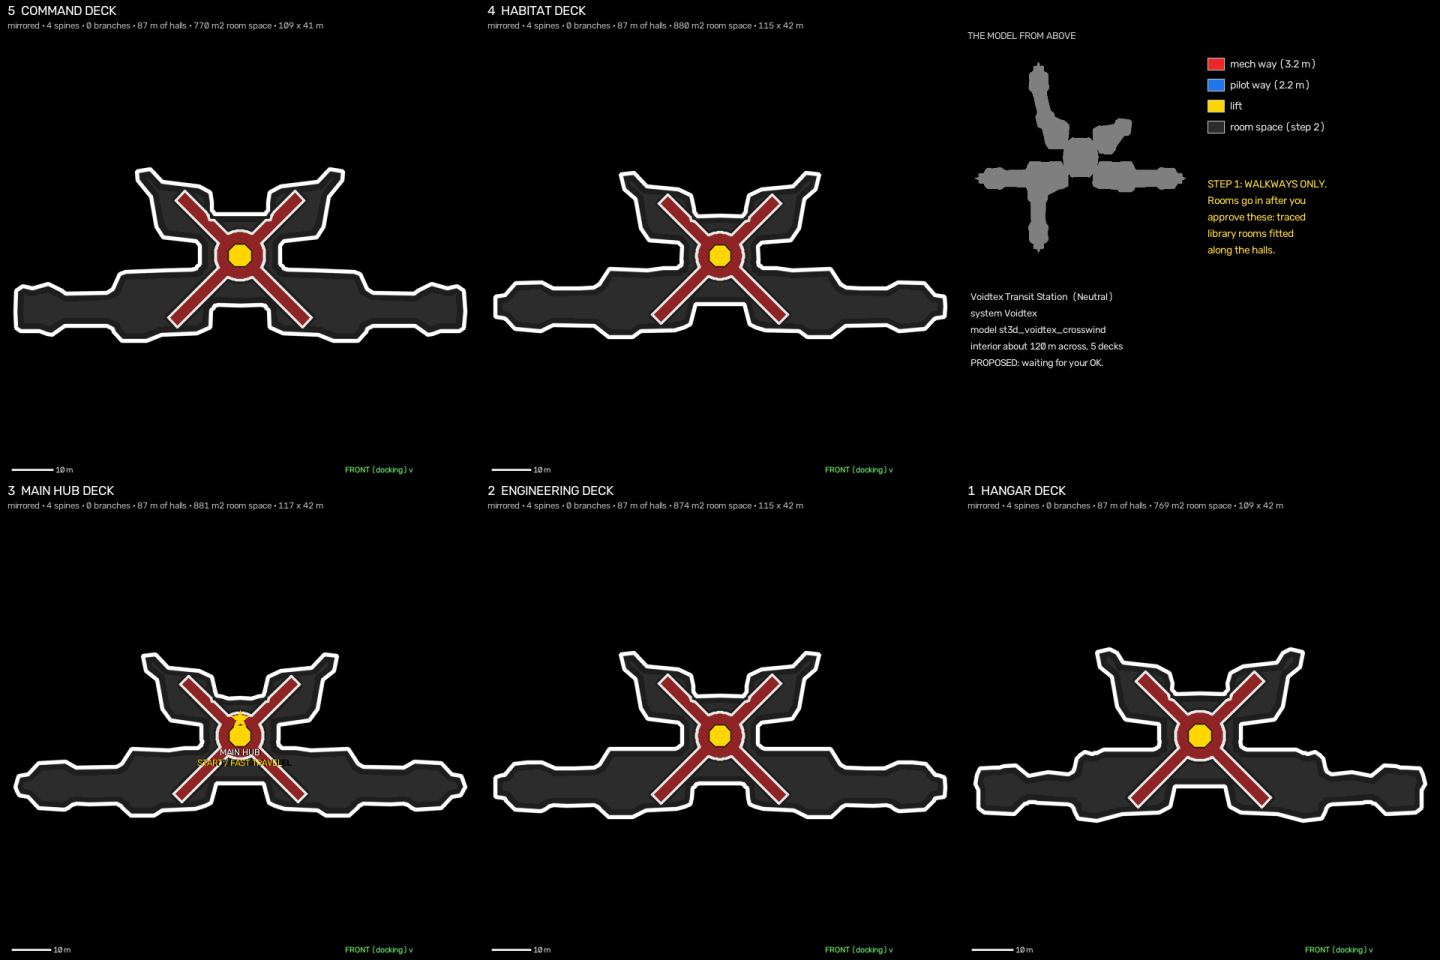 5 COMMAND DECK
mirrored • 4 spines • 0 branches • 87 m of halls • 770 m2 room space • 109 x 41 m
4 HABITAT DECK
mirrored • 4 spines • 0 branches • 87 m of halls • 880 m2 room space • 115 x 42 m
THE MODEL FROM ABOVE
mech way (3.2 m)
pilot way (2.2 m)
lift
room space (step 2)
STEP 1: WALKWAYS ONLY.
Rooms go in after you
approve these: traced
library rooms fitted
along the halls.
Voidtex Transit Station (Neutral)
system Voidtex
model st3d_voidtex_crosswind
interior about 120 m across, 5 decks
PROPOSED: waiting for your OK.
10 m
FRONT (docking) v
10 m
FRONT (docking) v
3 MAIN HUB DECK
mirrored • 4 spines • 0 branches • 87 m of halls • 881 m2 room space • 117 x 42 m
2 ENGINEERING DECK
mirrored • 4 spines • 0 branches • 87 m of halls • 874 m2 room space • 115 x 42 m
1 HANGAR DECK
mirrored • 4 spines • 0 branches • 87 m of halls • 769 m2 room space • 109 x 42 m
MAIN HUB
START / FAST TRAVEL
10 m
FRONT (docking) v
10 m
FRONT (docking) v
10 m
FRONT (docking) v